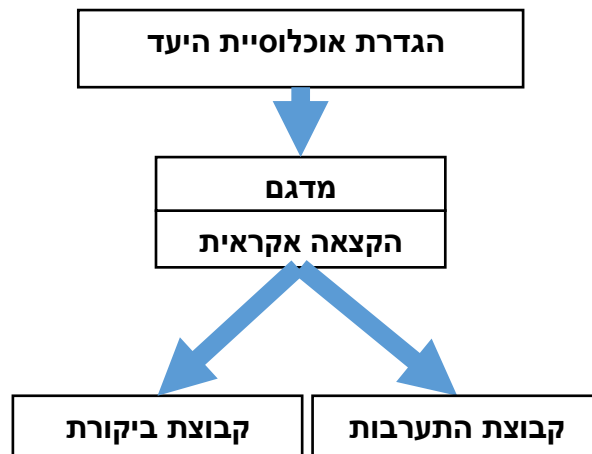 הגדרת אוכלוסיית היעד
מדגם
הקצאה אקראית
קבוצת התערבות
קבוצת ביקורת